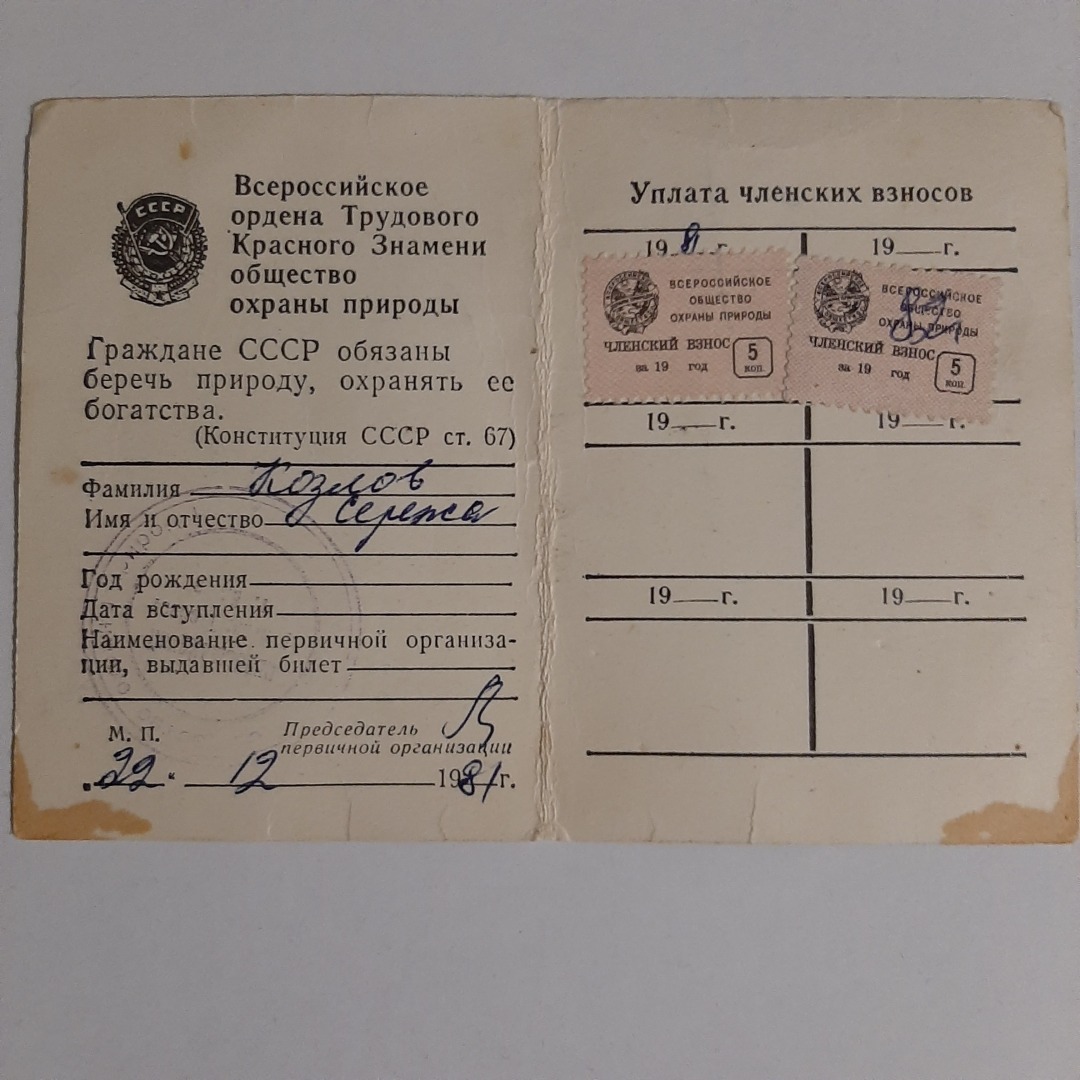 СССР
Всероссийское
ордена Трудового
Красного Знамени
общество
охраны природы
Граждане СССР обязаны
беречь природу, охранять ее
богатства.
(Конституция СССР ст. 67)
Фамилия Козлов
Имя и отчество Сережа
Год рождения
Дата вступления
Наименование первичной организа-
ции, выдавшей билет
М. П.
Председатель
первичной организации
„22“ 12 1981г.
Уплата членских взносов
198 г. 19 г.
ВСЕРОССИЙСКОЕ
ОБЩЕСТВО
ОХРАНЫ ПРИРОДЫ
ЧЛЕНСКИЙ ВЗНОС
за 19 год
5
коп.
ВСЕРОССИЙСКОЕ
ОБЩЕСТВО
ОХРАНЫ ПРИРОДЫ
ЧЛЕНСКИЙ ВЗНОС
за 19 год
5
коп.
19 г. 19 г.
19 г. 19 г.